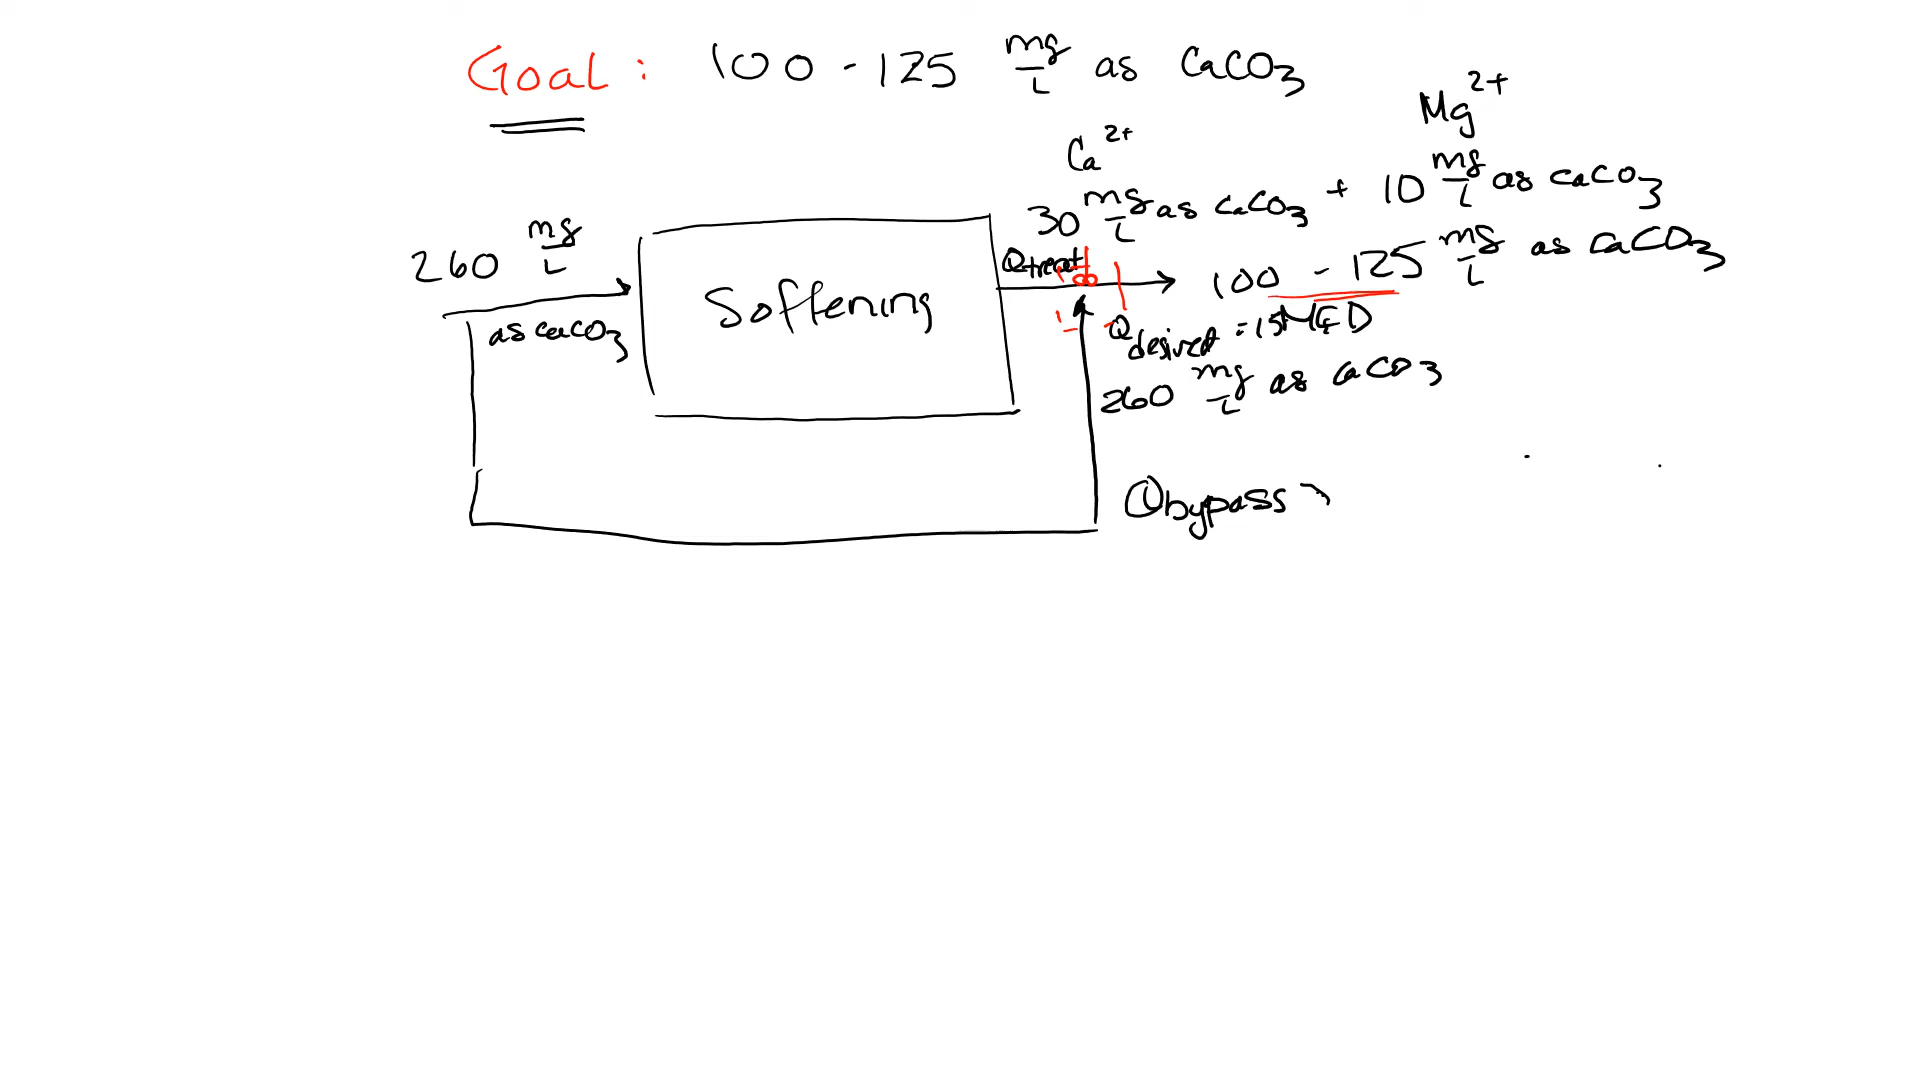 Goal: 100 - 125 mg/L as CaCO3
Mg2+
Ca2+
30 mg/L as CaCO3 + 10 mg/L as CaCO3
260 mg/L
as CaCO3
Softening
Qtreat
100 - 125 mg/L as CaCO3
Qdesired = 15 MGD
260 mg/L as CaCO3
Qbypass